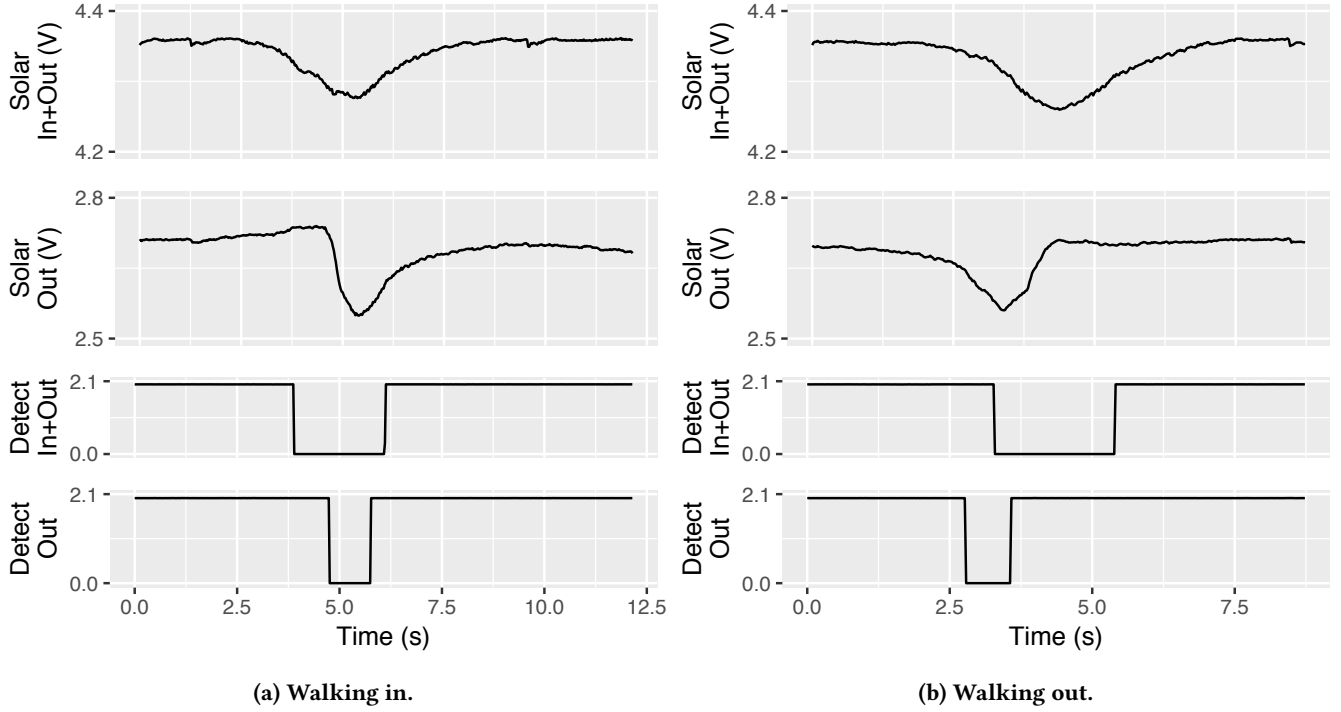 4.4
4.2
Solar
In+Out (V)
2.8
2.5
Solar
Out (V)
2.1
0.0
Detect
In+Out
2.1
0.0
Detect
Out
0.0 2.5 5.0 7.5 10.0 12.5
Time (s)
(a) Walking in.
4.4
4.2
Solar
In+Out (V)
2.8
2.5
Solar
Out (V)
2.1
0.0
Detect
In+Out
2.1
0.0
Detect
Out
0.0 2.5 5.0 7.5
Time (s)
(b) Walking out.